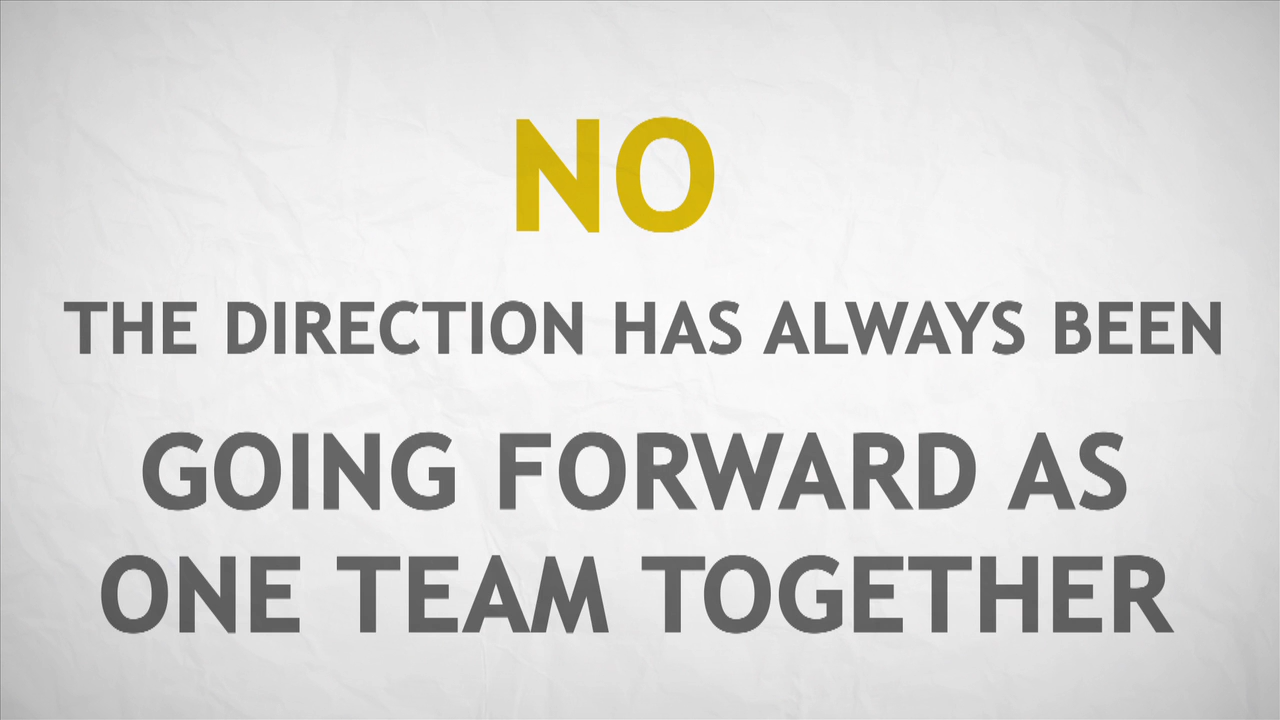 NO
THE DIRECTION HAS ALWAYS BEEN
GOING FORWARD AS
ONE TEAM TOGETHER